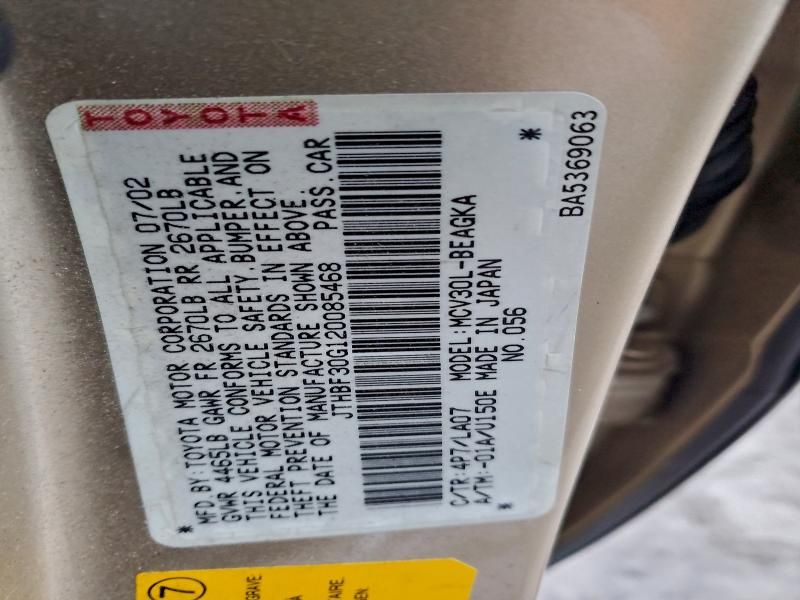 TOYOTA
MFD BY:TOYOTA MOTOR CORPORATION 07/02
GVWR 4465LB GAWR FR 2670LB RR 2670LB
THIS VEHICLE CONFORMS TO ALL APPLICABLE
FEDERAL MOTOR VEHICLE SAFETY BUMPER,AND
THEFT PREVENTION STANDARDS IN EFFECT ON
THE DATE OF MANUFACTURE SHOWN ABOVE.
JTHBF30G120085468 PASS.CAR
C/TR:4P7/LA07 MODEL:MCV30L-BEAGKA
A/TM:-01A/U150E MADE IN JAPAN
NO.056
BA5369063
7